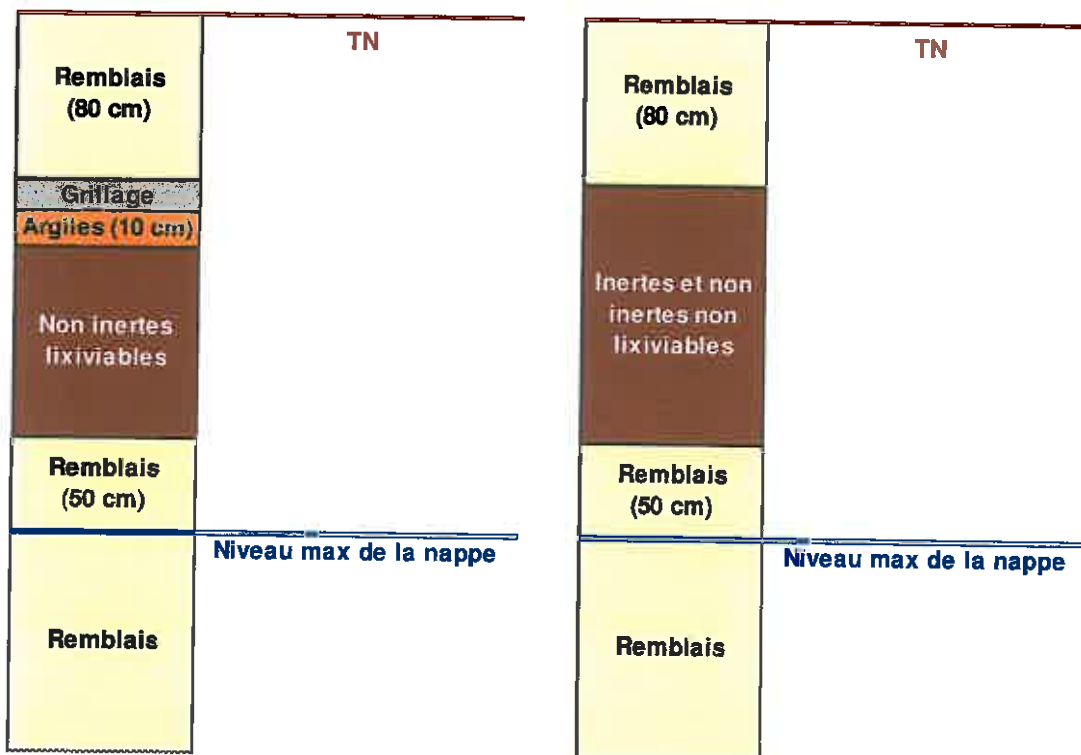 TN
Remblais
(80 cm)
Grillage
Argiles (10 cm)
Non inertes
lixiviables
Remblais
(50 cm)
Niveau max de la nappe
Remblais
TN
Remblais
(80 cm)
Inertes et non
inertes non
lixiviables
Remblais
(50 cm)
Niveau max de la nappe
Remblais